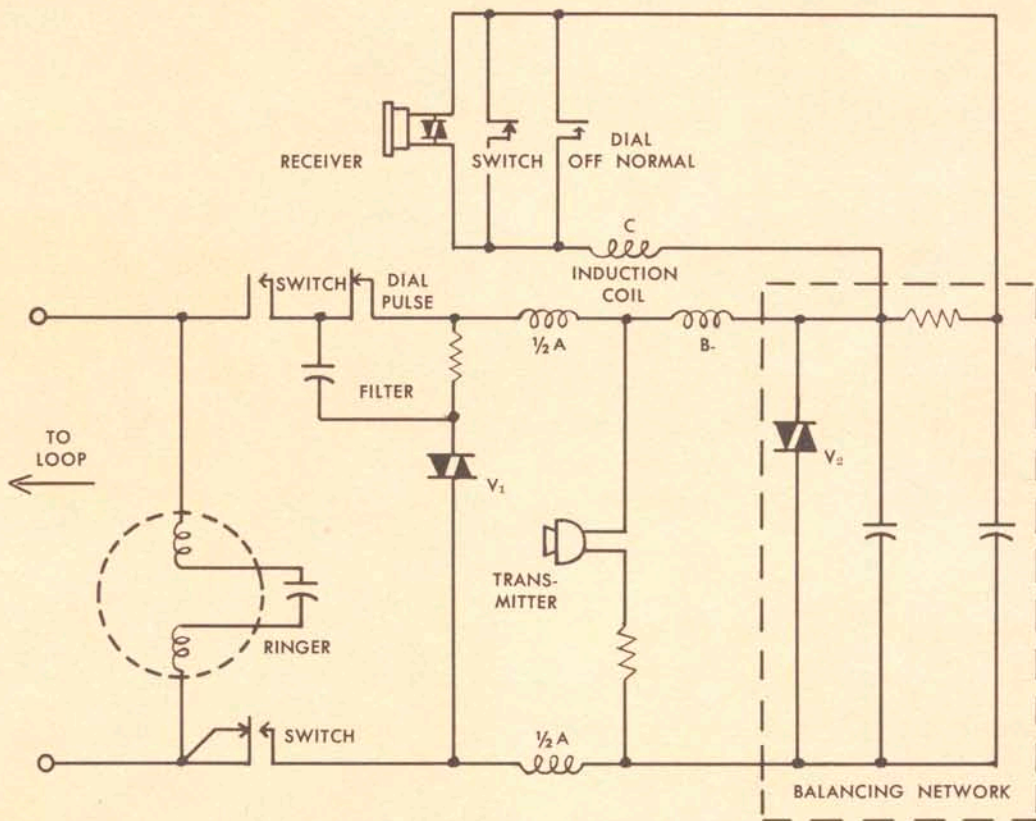 RECEIVER
SWITCH
DIAL
OFF NORMAL
C
INDUCTION
COIL
SWITCH
DIAL
PULSE
½ A
B-
FILTER
TO
LOOP
V₁
V₂
TRANS-
MITTER
RINGER
SWITCH
½ A
BALANCING NETWORK